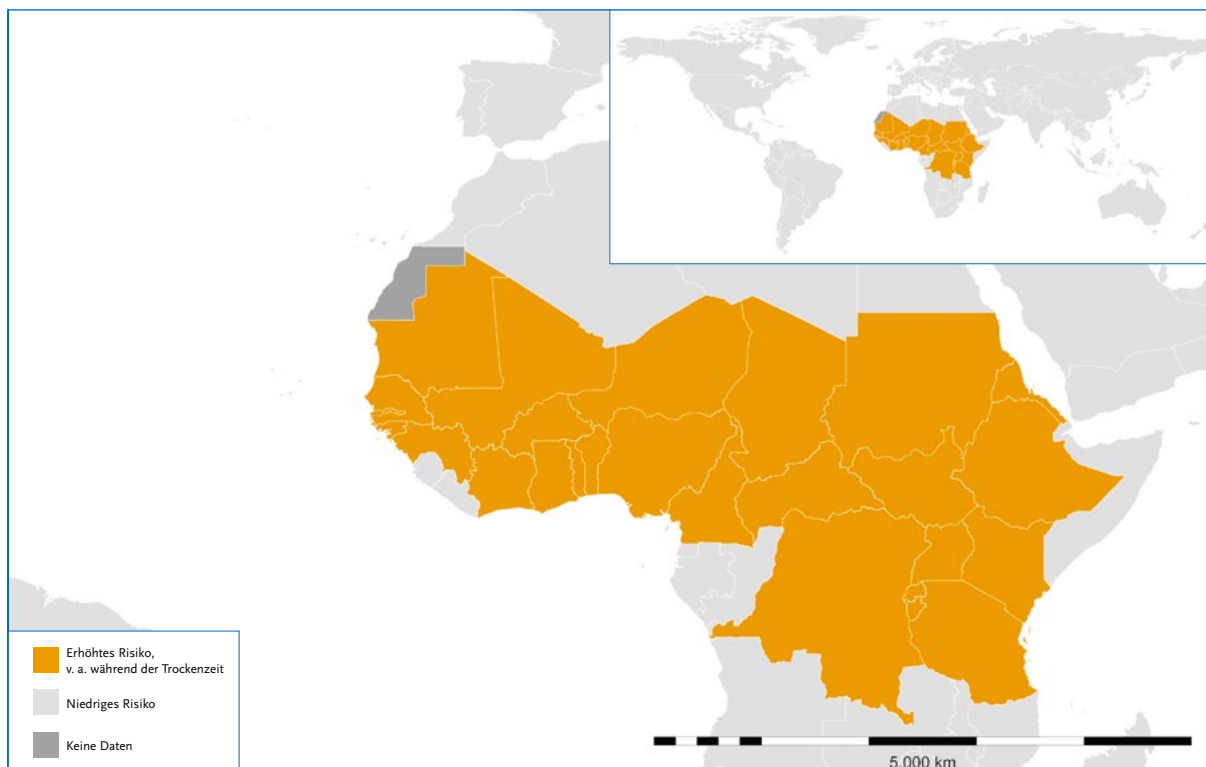 Erhöhtes Risiko,
v. a. während der Trockenzeit
Niedriges Risiko
Keine Daten
5.000 km